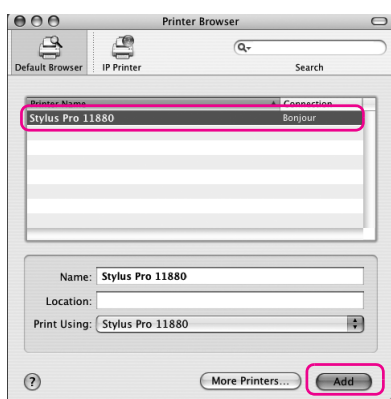 Printer Browser
Default Browser
IP Printer
Search
Printer Name Connection
Stylus Pro 11880 Bonjour
Name: Stylus Pro 11880
Location:
Print Using: Stylus Pro 11880
? More Printers... Add